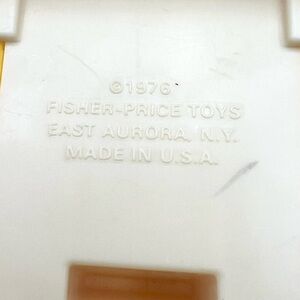 ©1976
FISHER-PRICE TOYS
EAST AURORA, N.Y.
MADE IN U.S.A.